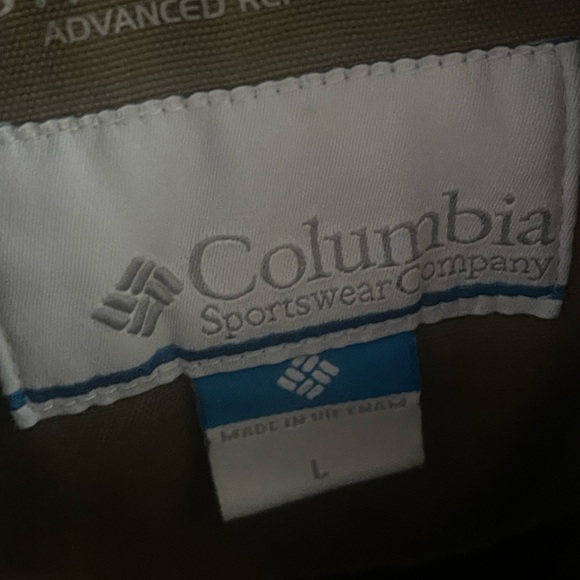 ADVANCED
Columbia
Sportswear Company
MADE IN VIETNAM
L